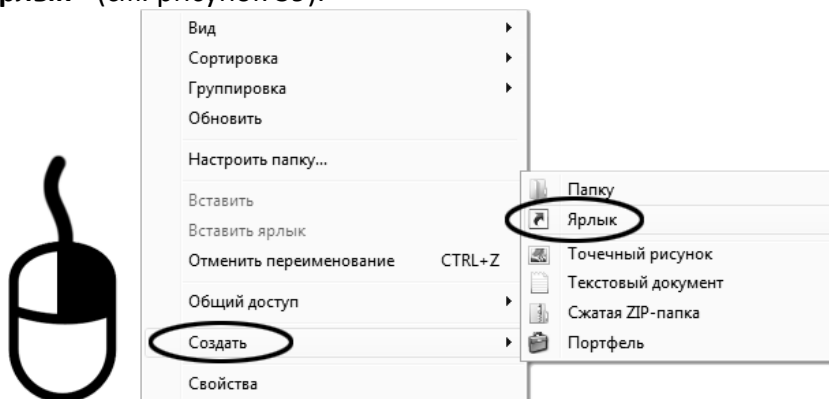 Вид
Сортировка
Группировка
Обновить
Настроить папку...
Вставить
Вставить ярлык
Отменить переименование CTRL+Z
Общий доступ
Создать
Свойства
Папку
Ярлык
Точечный рисунок
Текстовый документ
Сжатая ZIP-папка
Портфель